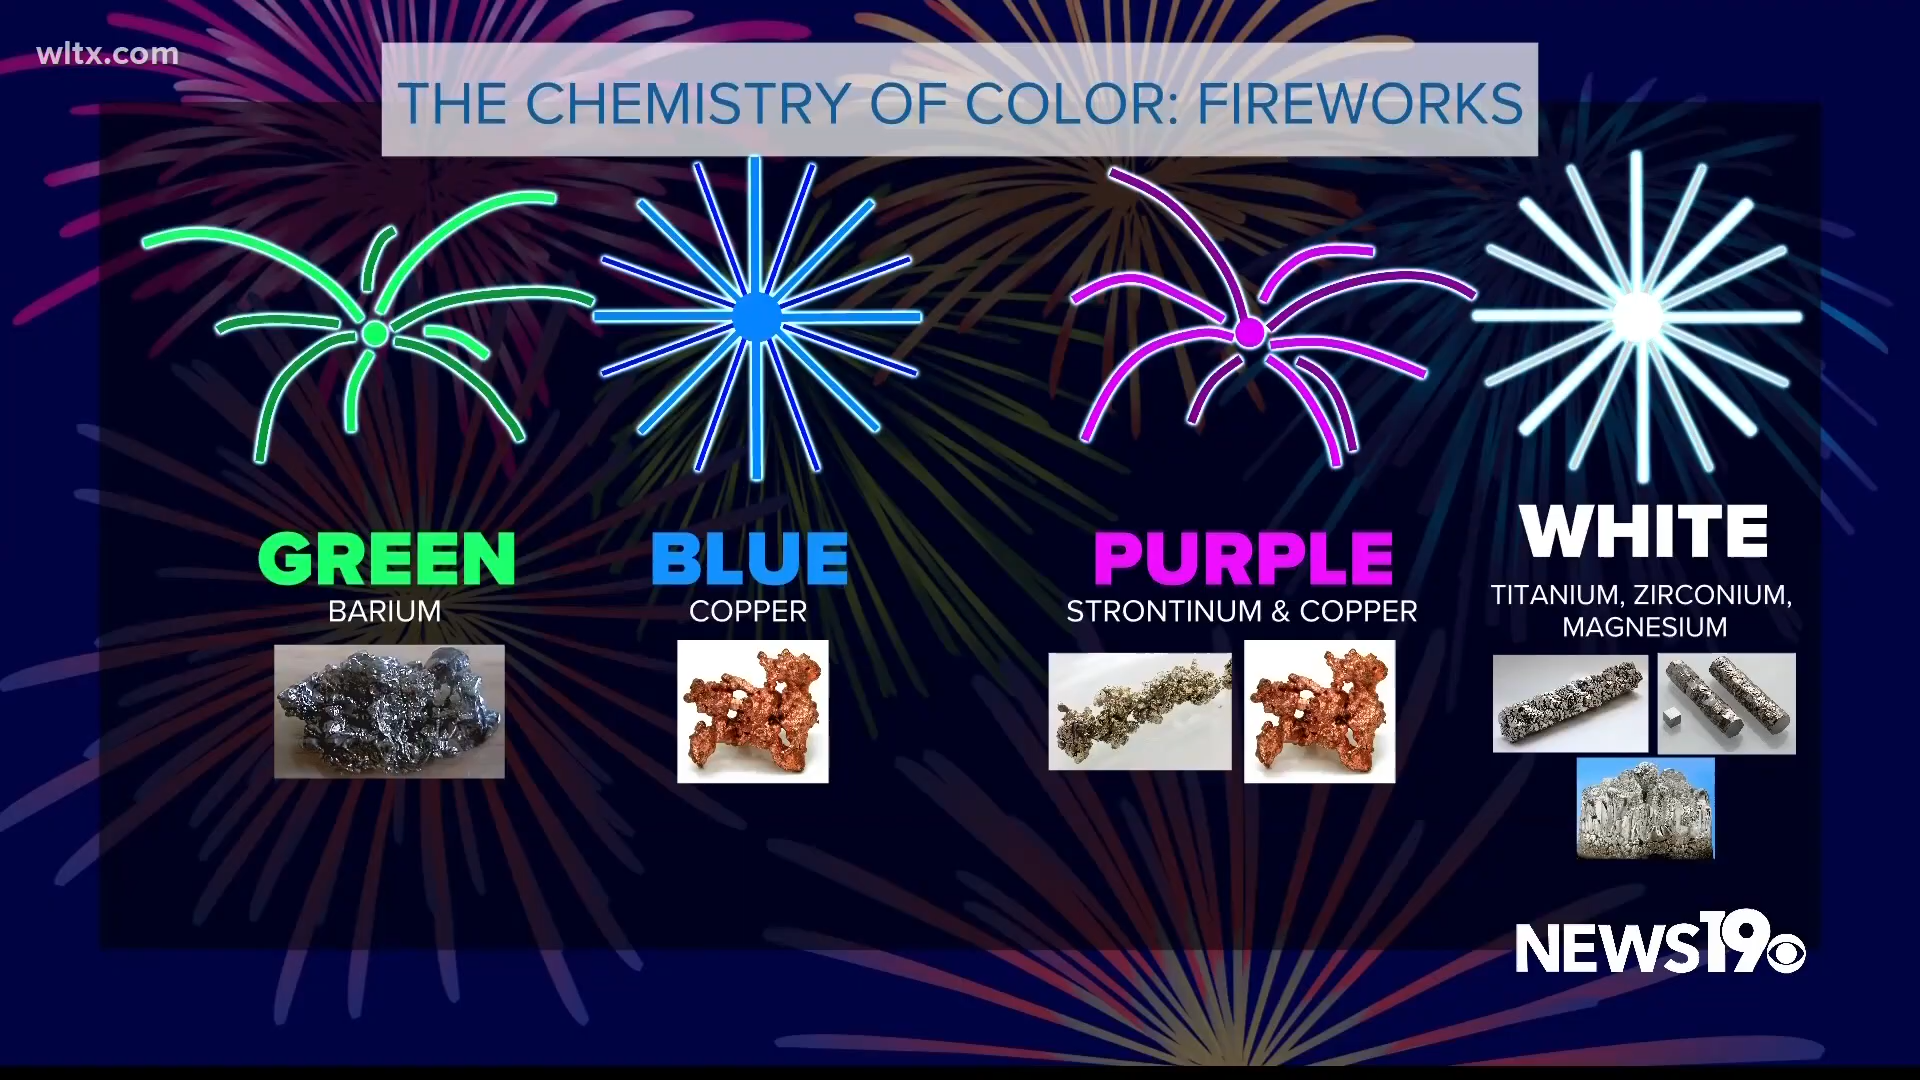 wltx.com
THE CHEMISTRY OF COLOR: FIREWORKS
GREEN
BARIUM
BLUE
COPPER
PURPLE
STRONTINUM & COPPER
WHITE
TITANIUM, ZIRCONIUM,
MAGNESIUM
NEWS19